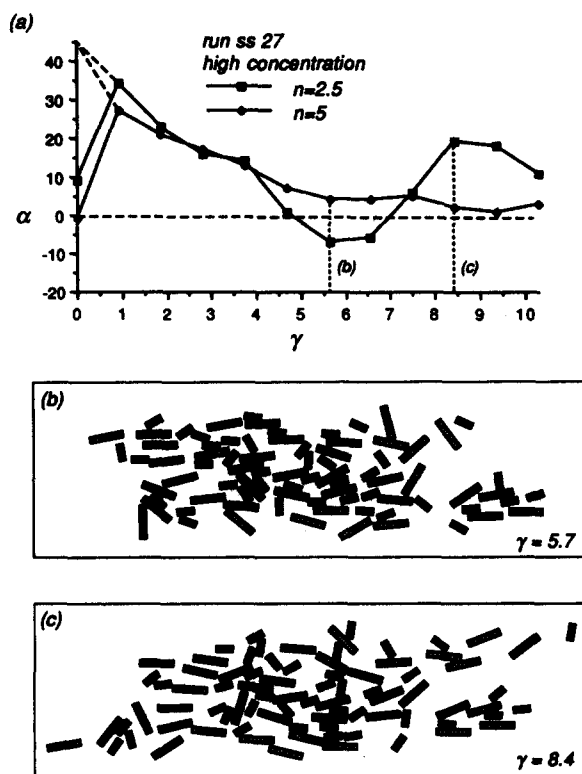 (a)
run ss 27
high concentration
n=2.5
n=5
40
30
20
10
0
-10
-20
α
(b)
(c)
0 1 2 3 4 5 6 7 8 9 10
γ
(b)
γ = 5.7
(c)
γ = 8.4